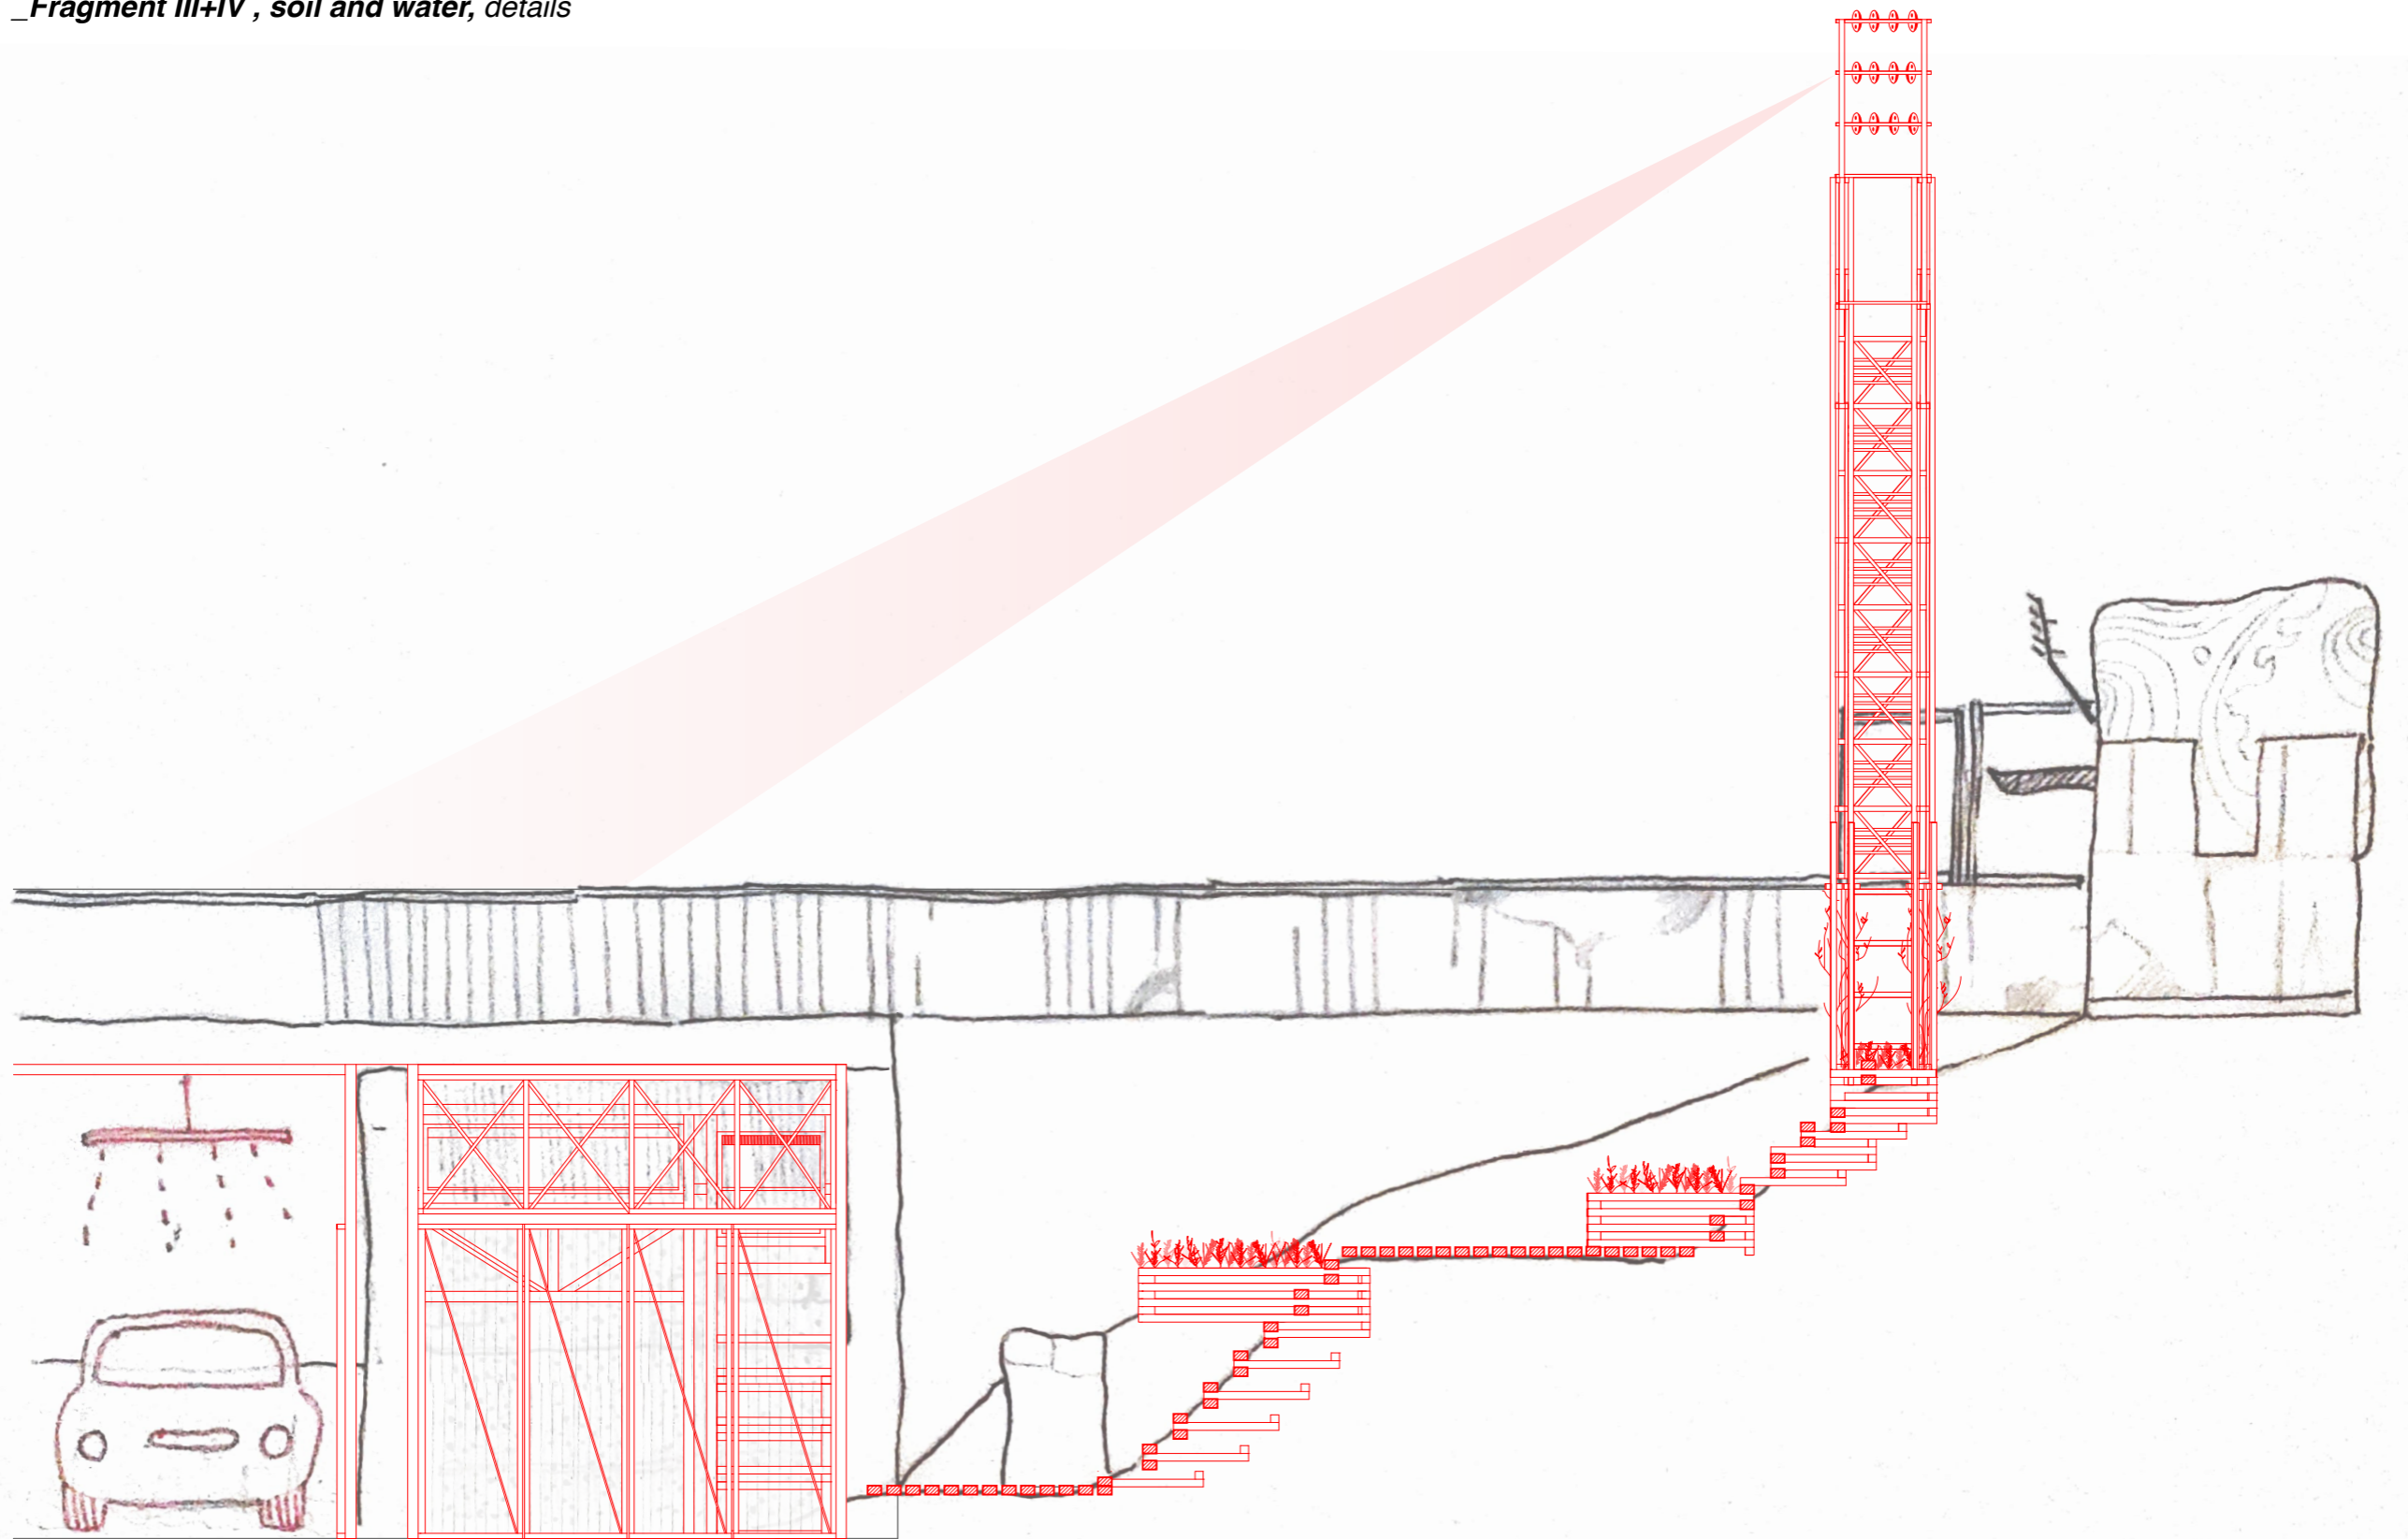 _Fragment III+IV , soil and water, details